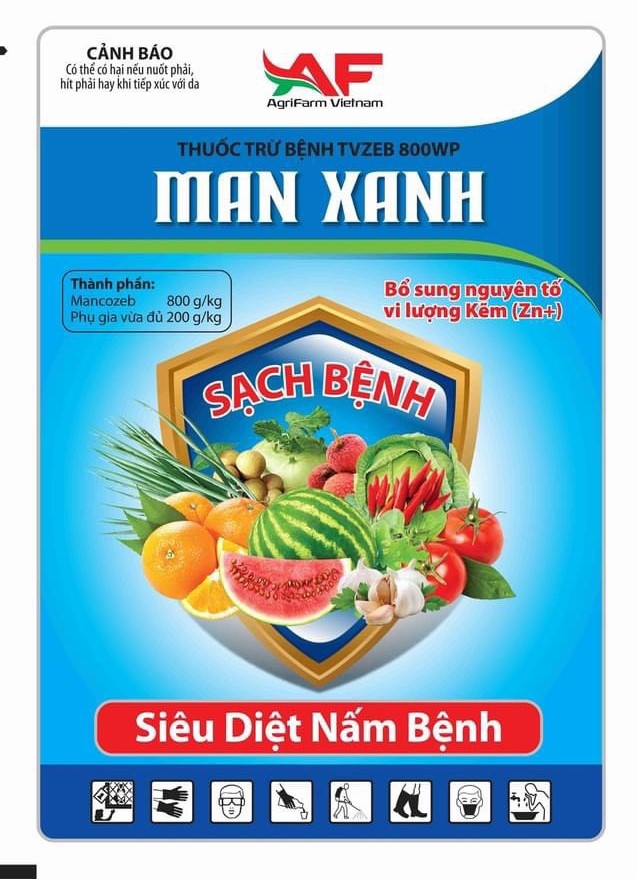 CẢNH BÁO
Có thể có hại nếu nuốt phải,
hít phải hay khi tiếp xúc với da
AF
AgriFarm Vietnam
THUỐC TRỪ BỆNH TVZEB 800WP
MAN XANH
Thành phần:
Mancozeb 800 g/kg
Phụ gia vừa đủ 200 g/kg
Bổ sung nguyên tố
vi lượng Kẽm (Zn+)
SẠCH BỆNH
Siêu Diệt Nấm Bệnh